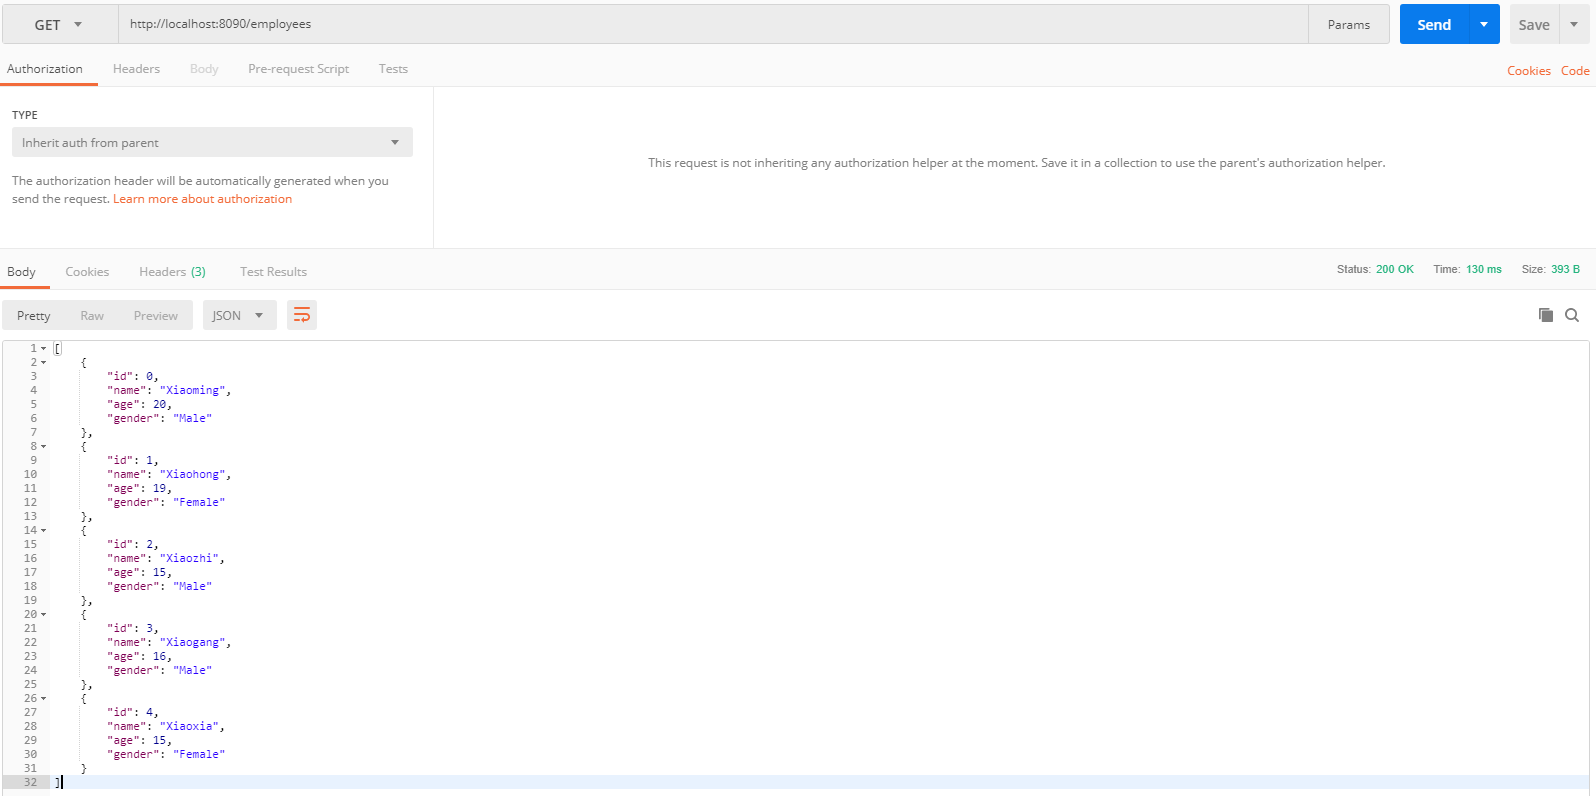 GET http://localhost:8090/employees Params Send Save
Authorization Headers Body Pre-request Script Tests Cookies Code
TYPE
Inherit auth from parent
The authorization header will be automatically generated when you
send the request. Learn more about authorization
This request is not inheriting any authorization helper at the moment. Save it in a collection to use the parent's authorization helper.
Body Cookies Headers (3) Test Results Status: 200 OK Time: 130 ms Size: 393 B
Pretty Raw Preview JSON
1 [
2 {
3 "id": 0,
4 "name": "Xiaoming",
5 "age": 20,
6 "gender": "Male"
7 },
8 {
9 "id": 1,
10 "name": "Xiaohong",
11 "age": 19,
12 "gender": "Female"
13 },
14 {
15 "id": 2,
16 "name": "Xiaozhi",
17 "age": 15,
18 "gender": "Male"
19 },
20 {
21 "id": 3,
22 "name": "Xiaogang",
23 "age": 16,
24 "gender": "Male"
25 },
26 {
27 "id": 4,
28 "name": "Xiaoxia",
29 "age": 15,
30 "gender": "Female"
31 }
32 ]